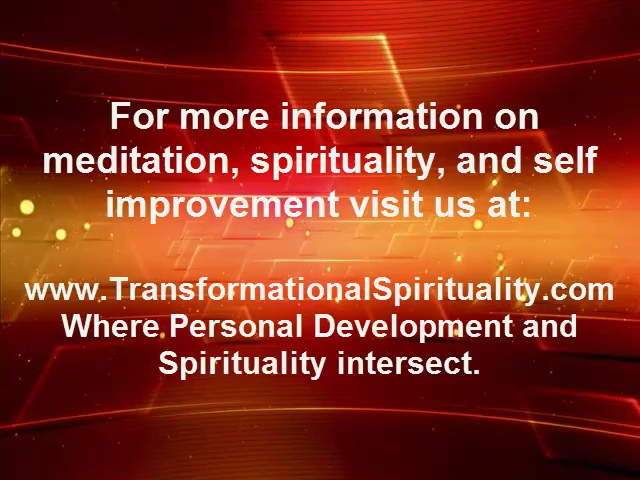 For more information on
meditation, spirituality, and self
improvement visit us at:
www.TransformationalSpirituality.com
Where Personal Development and
Spirituality intersect.